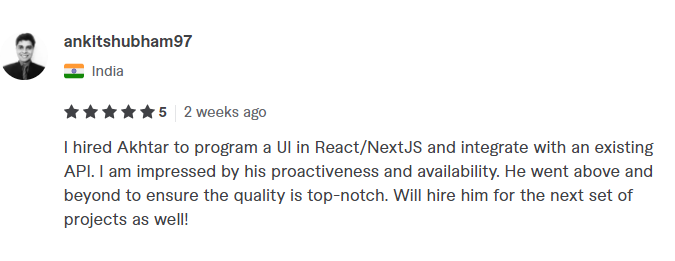 ankitshubham97
India
5 2 weeks ago
I hired Akhtar to program a UI in React/NextJS and integrate with an existing
API. I am impressed by his proactiveness and availability. He went above and
beyond to ensure the quality is top-notch. Will hire him for the next set of
projects as well!